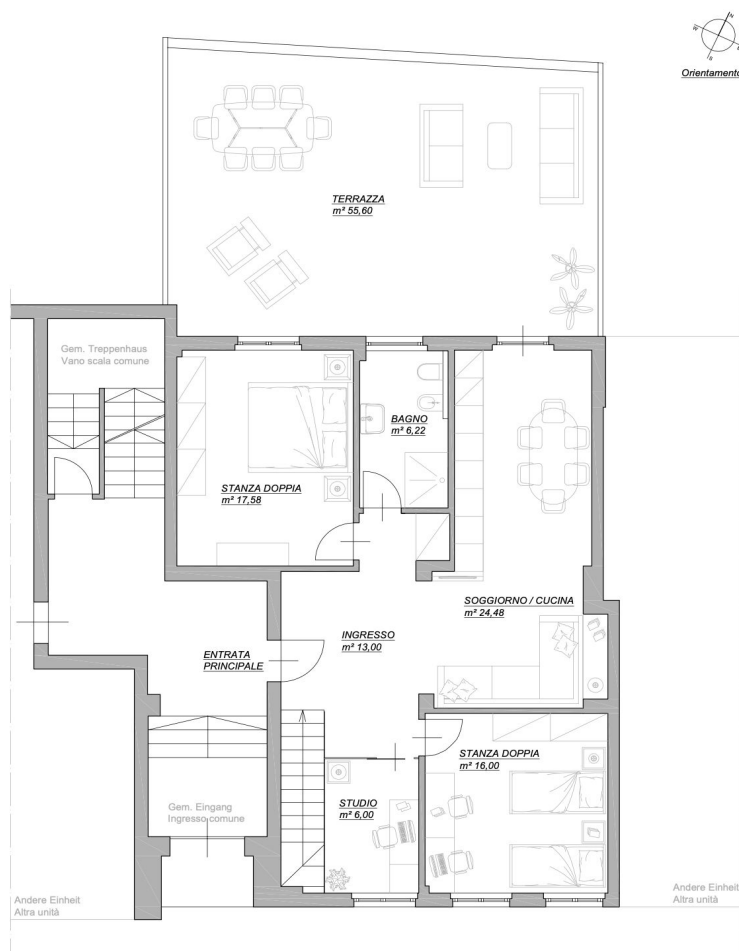 N
W
S
Orientamento
TERRAZZA
m² 55,60
Gem. Treppenhaus
Vano scala comune
BAGNO
m² 6,22
STANZA DOPPIA
m² 17,58
SOGGIORNO / CUCINA
m² 24,48
INGRESSO
m² 13,00
ENTRATA
PRINCIPALE
STANZA DOPPIA
m² 16,00
STUDIO
m² 6,00
Gem. Eingang
Ingresso comune
Andere Einheit
Altra unità
Andere Einheit
Altra unità